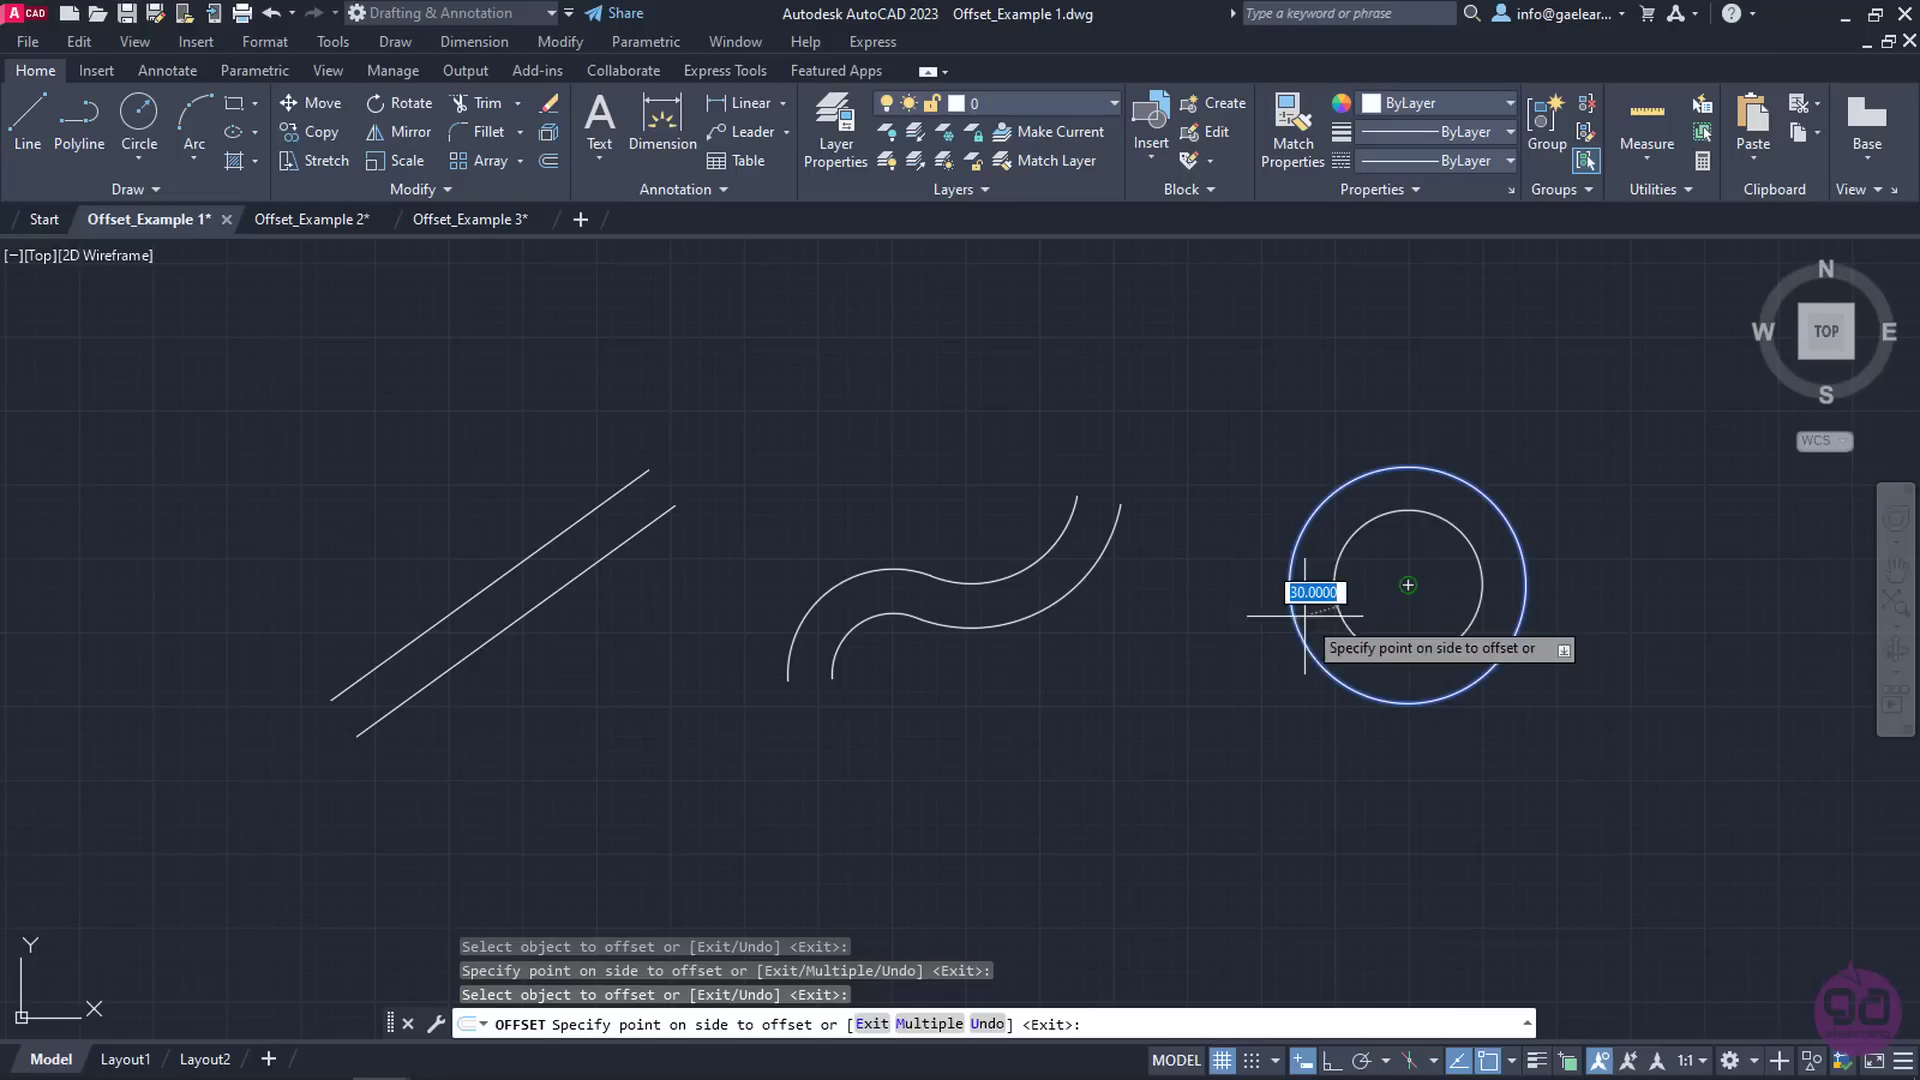 A CAD Drafting & Annotation Share Autodesk AutoCAD 2023 Offset_Example 1.dwg Type a keyword or phrase info@gaelear... ?
File Edit View Insert Format Tools Draw Dimension Modify Parametric Window Help Express
Home Insert Annotate Parametric View Manage Output Add-ins Collaborate Express Tools Featured Apps
Move Rotate Trim Linear 0 Create ByLayer
Copy Mirror Fillet Leader Make Current Edit ByLayer
Line Polyline Circle Arc A Text Dimension Layer Properties Insert Match Properties Group Measure Paste Base
Stretch Scale Array Table Match Layer ByLayer
Draw Modify Annotation Layers Block Properties Groups Utilities Clipboard View
Start Offset_Example 1* Offset_Example 2* Offset_Example 3*
[−][Top][2D Wireframe]
N
W TOP E
S
WCS
30.0000
Specify point on side to offset or
Y
X
Select object to offset or [Exit/Undo] <Exit>:
Specify point on side to offset or [Exit/Multiple/Undo] <Exit>:
Select object to offset or [Exit/Undo] <Exit>:
OFFSET Specify point on side to offset or [Exit Multiple Undo] <Exit>:
Model Layout1 Layout2 MODEL 1:1
ga